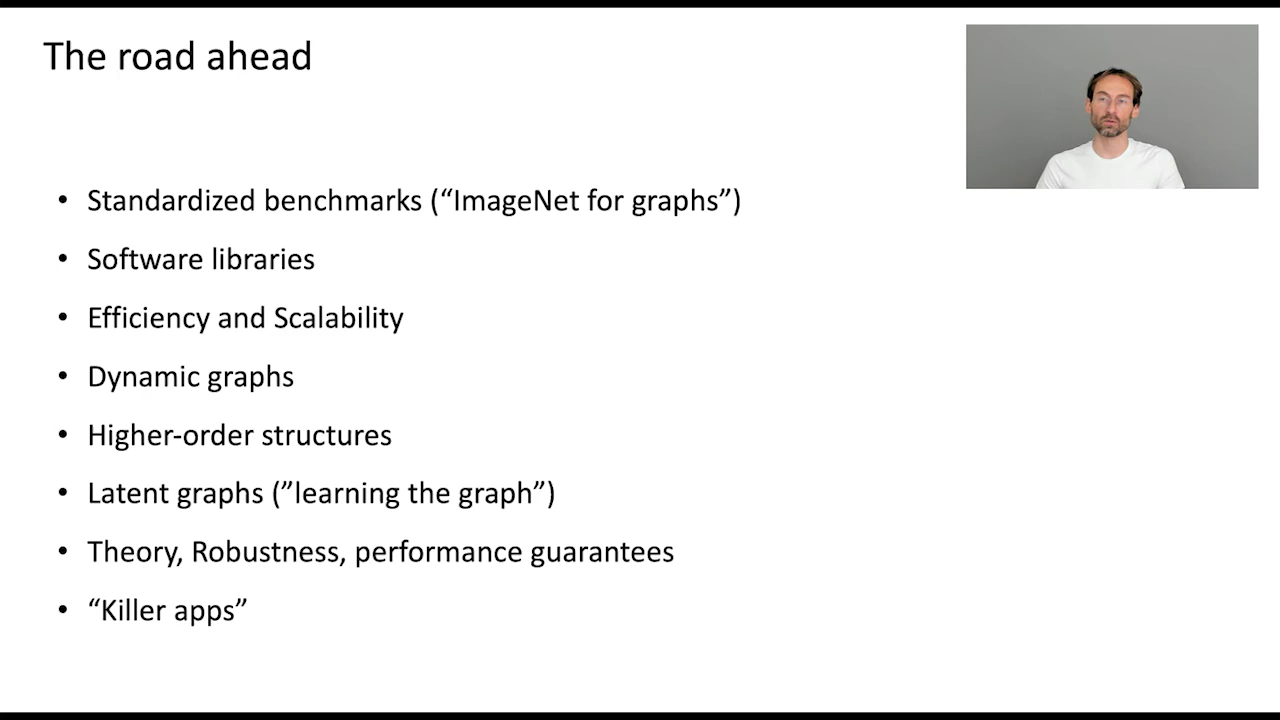 The road ahead
• Standardized benchmarks (“ImageNet for graphs”)
• Software libraries
• Efficiency and Scalability
• Dynamic graphs
• Higher-order structures
• Latent graphs (”learning the graph”)
• Theory, Robustness, performance guarantees
• “Killer apps”